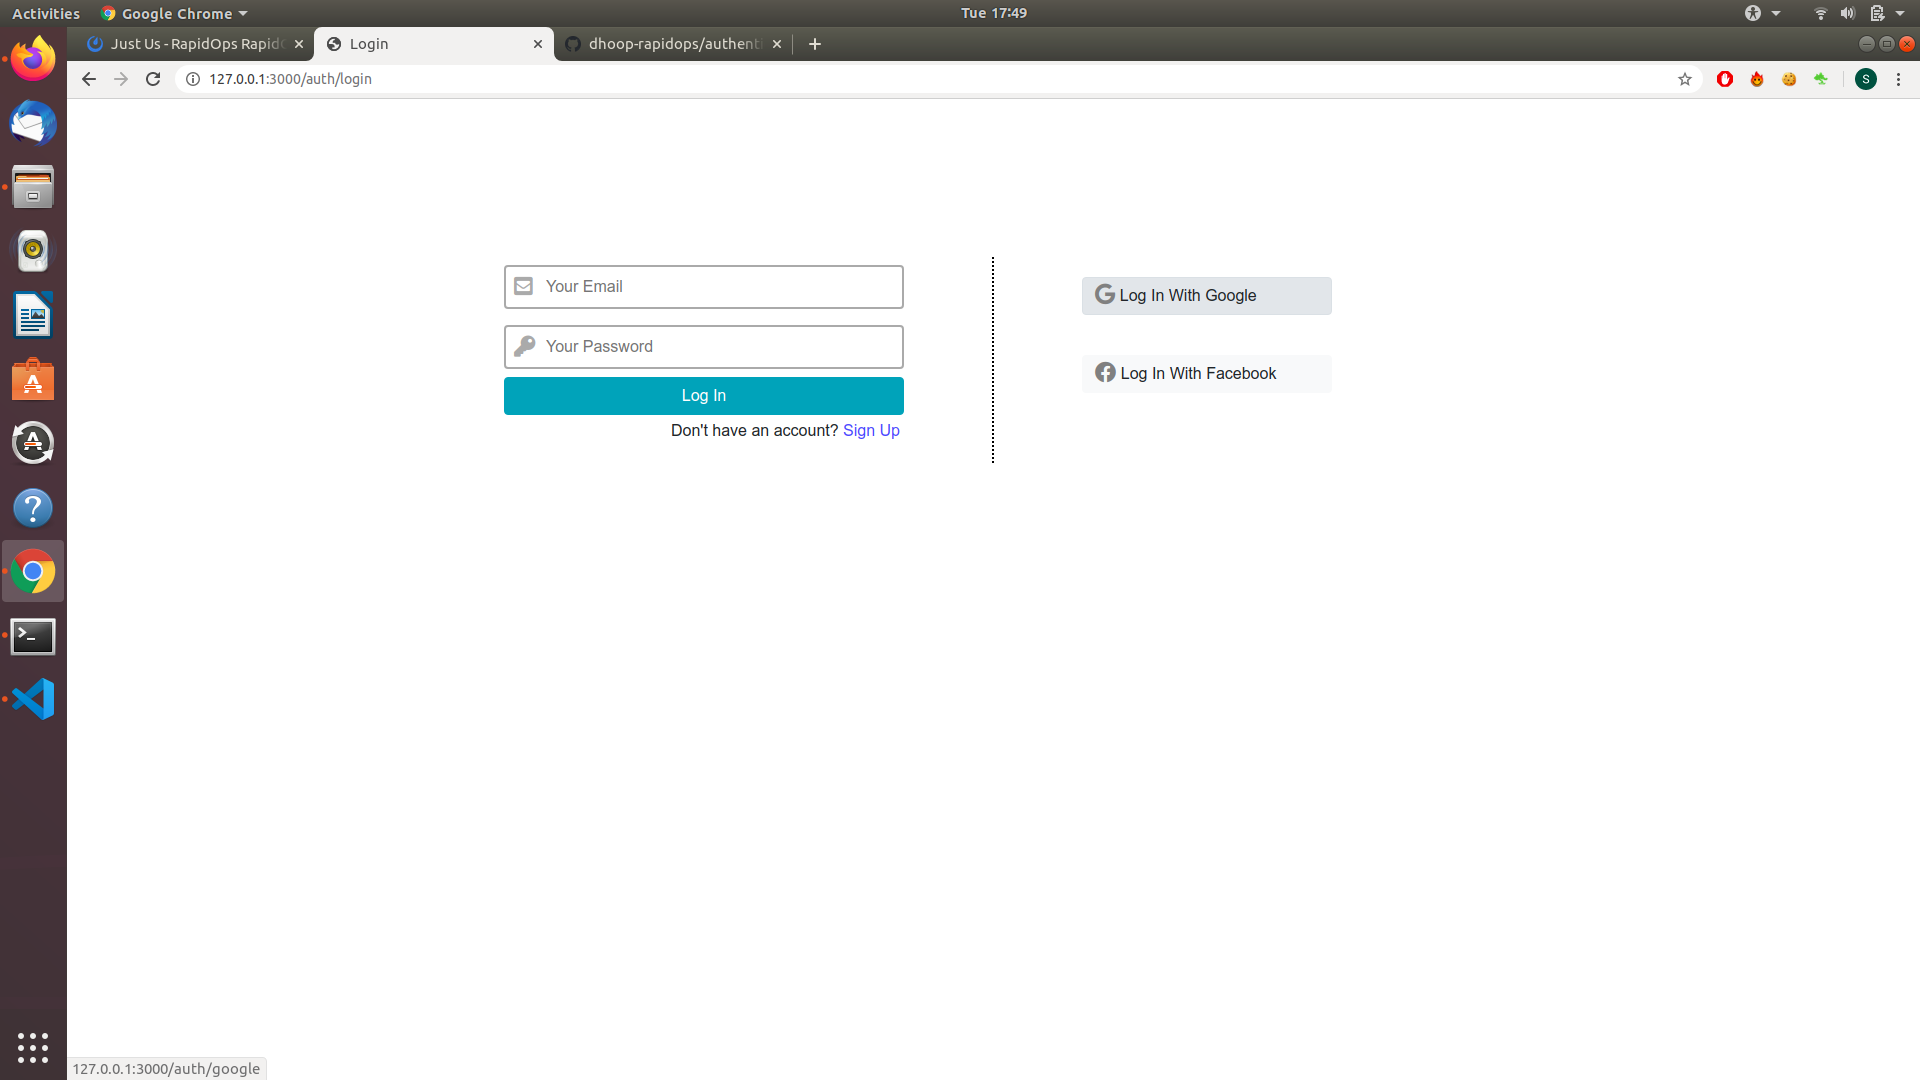 Activities
Google Chrome
Tue 17:49
Just Us - RapidOps Rapid
Login
dhoop-rapidops/authent
127.0.0.1:3000/auth/login
S
Your Email
Log In With Google
Your Password
Log In With Facebook
Log In
Don't have an account? Sign Up
127.0.0.1:3000/auth/google